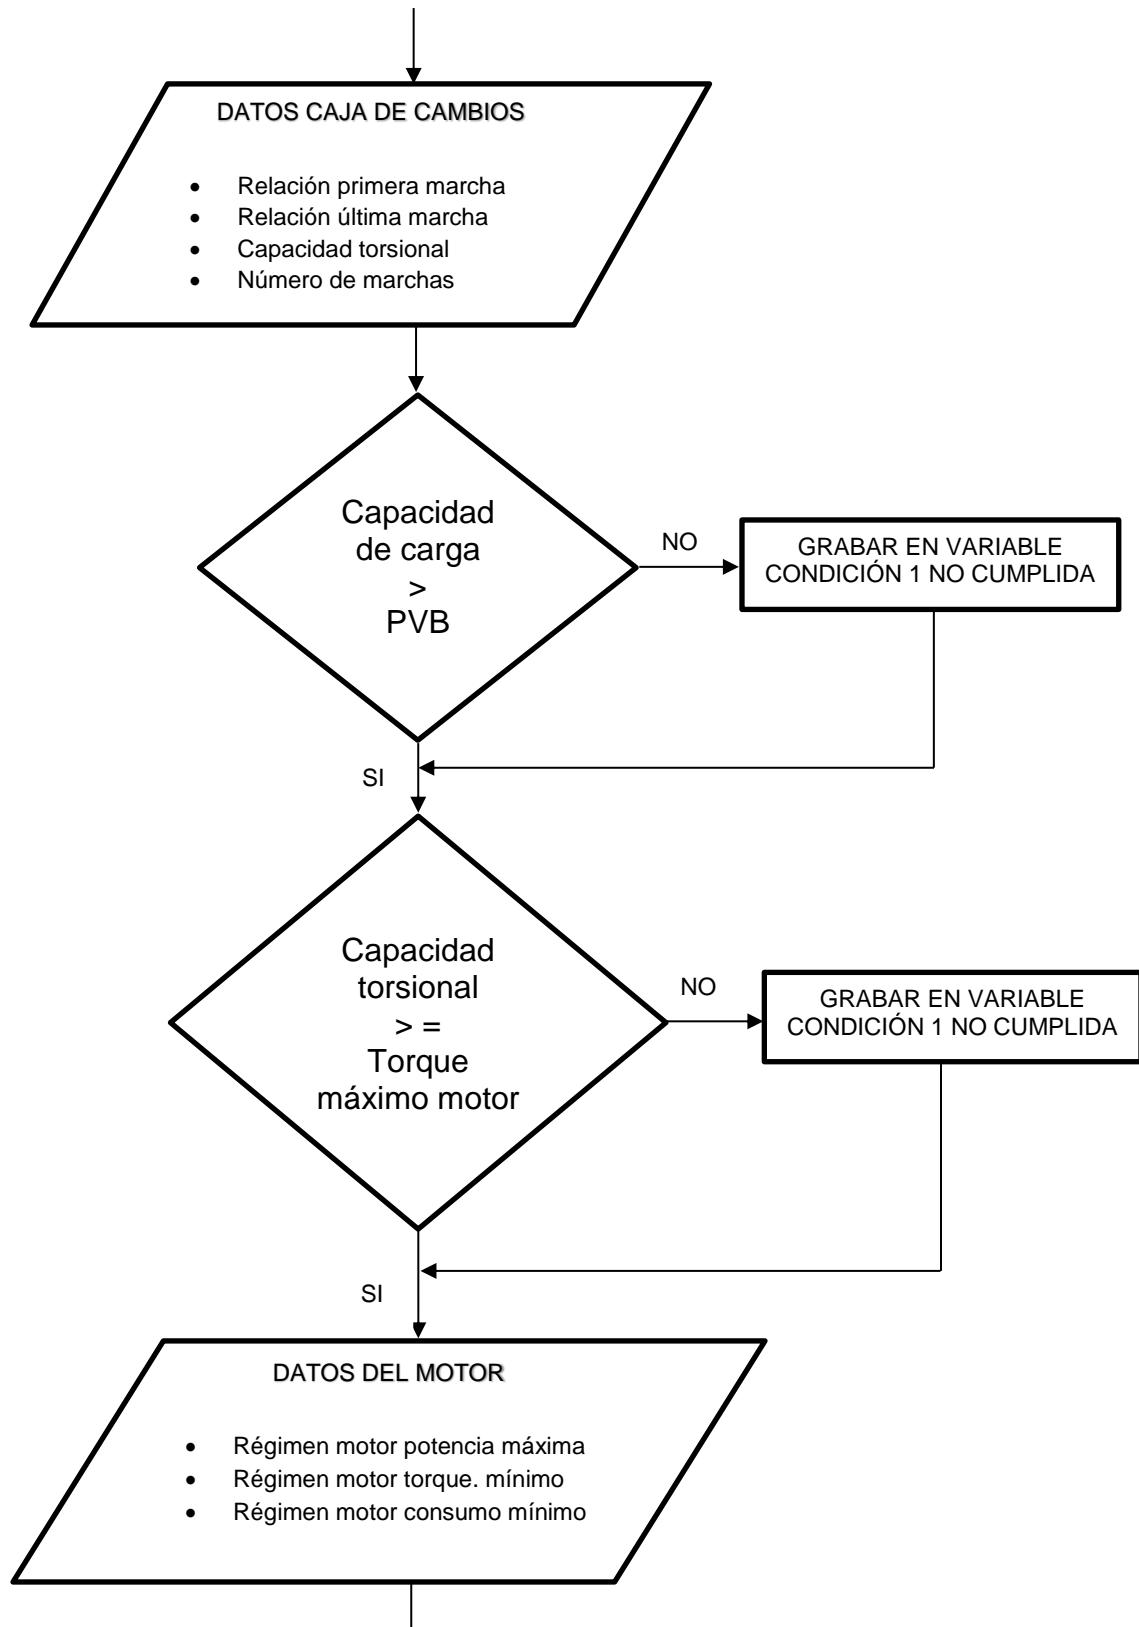 DATOS CAJA DE CAMBIOS
• Relación primera marcha
• Relación última marcha
• Capacidad torsional
• Número de marchas
Capacidad
de carga
>
PVB
NO
GRABAR EN VARIABLE
CONDICIÓN 1 NO CUMPLIDA
SI
Capacidad
torsional
> =
Torque
máximo motor
NO
GRABAR EN VARIABLE
CONDICIÓN 1 NO CUMPLIDA
SI
DATOS DEL MOTOR
• Régimen motor potencia máxima
• Régimen motor torque. mínimo
• Régimen motor consumo mínimo